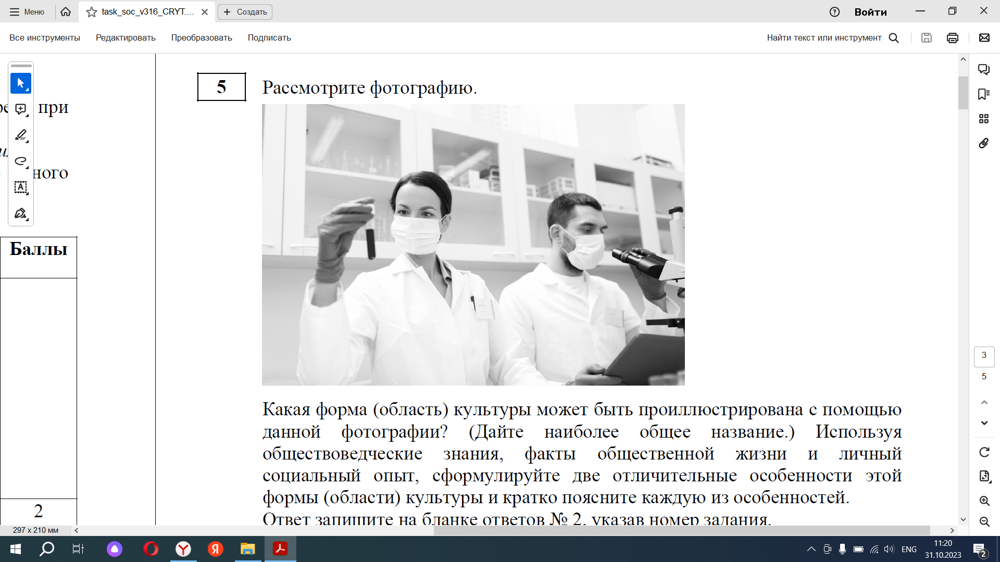 Меню
task_soc_v316_CRYT....
Создать
Войти
Все инструменты
Редактировать
Преобразовать
Подписать
Найти текст или инструмент
при
ного
Баллы
2
5
Рассмотрите фотографию.
Какая форма (область) культуры может быть проиллюстрирована с помощью
данной фотографии? (Дайте наиболее общее название.) Используя
обществоведческие знания, факты общественной жизни и личный
социальный опыт, сформулируйте две отличительные особенности этой
формы (области) культуры и кратко поясните каждую из особенностей.
Ответ запишите на бланке ответов № 2, указав номер задания.
3
5
297 x 210 мм
ENG
11:20
31.10.2023
2